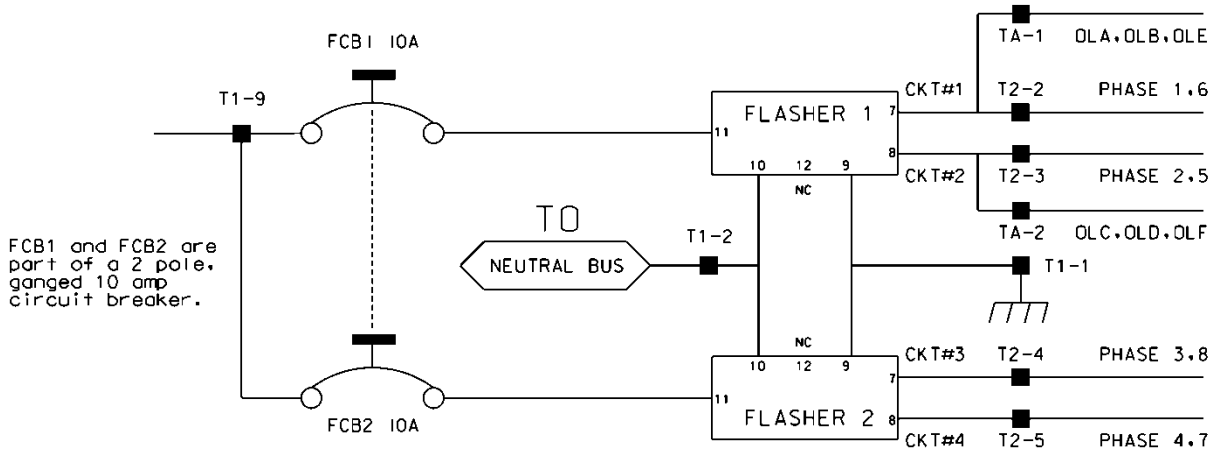 FCB1 10A
T1-9
FCB1 and FCB2 are
part of a 2 pole,
ganged 10 amp
circuit breaker.
FCB2 10A
TO
NEUTRAL BUS
T1-2
FLASHER 1
11
7
8
10 12 9
NC
CKT#1
CKT#2
TA-1 OLA,OLB,OLE
T2-2 PHASE 1,6
T2-3 PHASE 2,5
TA-2 OLC,OLD,OLF
T1-1
NC
10 12 9
11
7
8
FLASHER 2
CKT#3 T2-4 PHASE 3,8
CKT#4 T2-5 PHASE 4,7